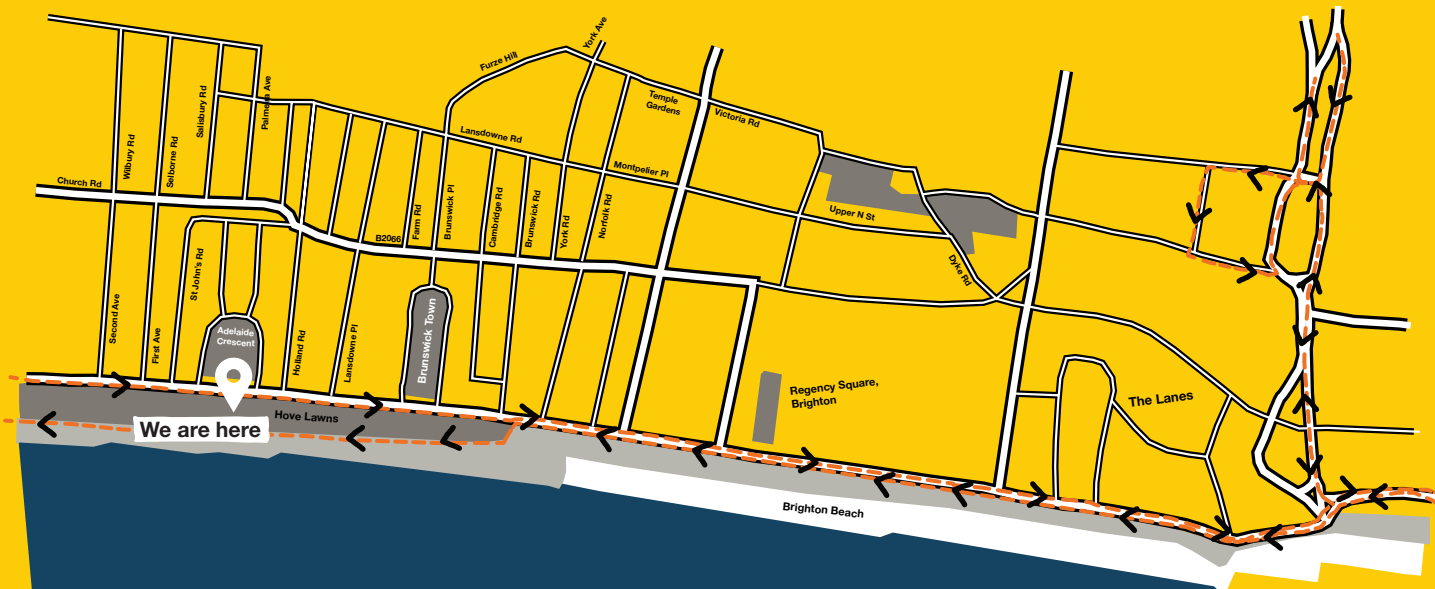 York Ave
Furze Hill
Temple
Gardens
Victoria Rd
Palmeira Ave
Salisbury Rd
Wilbury Rd
Selborne Rd
Lansdowne Rd
Montpelier Pl
Church Rd
Farm Rd
Brunswick Pl
Cambridge Rd
Brunswick Rd
York Rd
Norfolk Rd
Upper N St
B2066
Dyke Rd
St John's Rd
Second Ave
First Ave
Adelaide
Crescent
Holland Rd
Lansdowne Pl
Brunswick Town
Regency Square,
Brighton
The Lanes
Hove Lawns
We are here
Brighton Beach